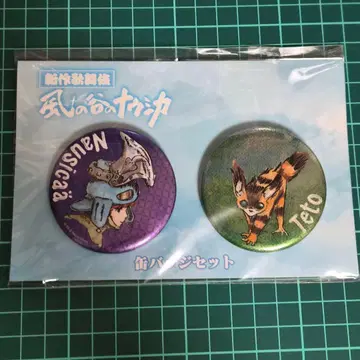 新作歌舞伎
風の谷のナウシカ
Nausicaä
Teto
缶バッジセット